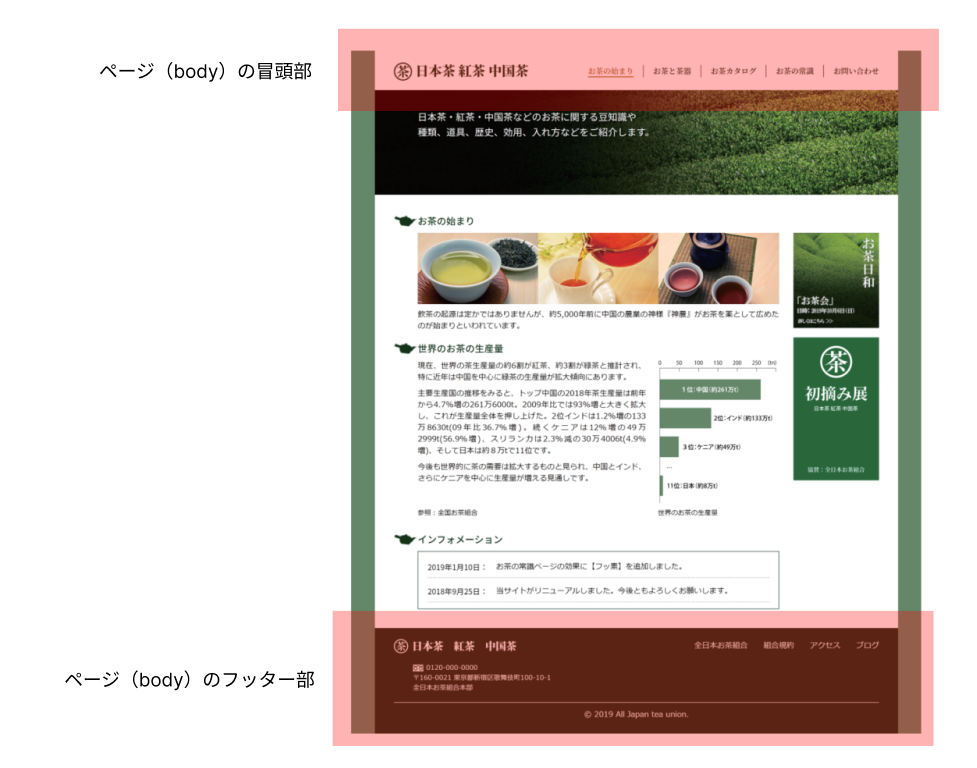 ページ（body）の冒頭部
茶 日本茶 紅茶 中国茶
お茶の始まり │ お茶と茶器 │ お茶カタログ │ お茶の常識 │ お問い合わせ
日本茶・紅茶・中国茶などのお茶に関する豆知識や
種類、道具、歴史、効用、入れ方などをご紹介します。
お茶の始まり
飲茶の起源は定かではありませんが、約5,000年前に中国の農業の神様『神農』がお茶を薬として広めた
のが始まりといわれています。
お茶日和
「お茶会」
日時：2019年10月6日(日)
詳しくはこちら >>
世界のお茶の生産量
現在、世界の茶生産量の約6割が紅茶、約3割が緑茶と推計され、
特に近年は中国を中心に緑茶の生産量が拡大傾向にあります。
主要生産国の推移をみると、トップ中国の2018年茶生産量は前年
から4.7%増の261万6000t。2009年比では93%増と大きく拡大
し、これが生産量全体を押し上げた。2位インドは1.2%増の133
万8630t(09年比36.7%増)。続くケニアは12%増の49万
2999t(56.9%増)、スリランカは2.3%減の30万4006t(4.9%
増)、そして日本は約８万tで11位です。
今後も世界的に茶の需要は拡大するものと見られ、中国とインド、
さらにケニアを中心に生産量が増える見通しです。
参照：全国お茶組合
0 50 100 150 200 250 (tn)
１位：中国（約261万t）
2位：インド（約133万t）
３位：ケニア（約49万t）
…
11位：日本（約8万t）
世界のお茶の生産量
茶
初摘み展
日本茶 紅茶 中国茶
協賛：全日本お茶組合
インフォメーション
2019年1月10日： お茶の常識ページの効果に【フッ素】を追加しました。
2018年9月25日： 当サイトがリニューアルしました。今後ともよろしくお願いします。
ページ（body）のフッター部
茶 日本茶 紅茶 中国茶
全日本お茶組合 組合規約 アクセス ブログ
0120-000-0000
〒160-0021 東京都新宿区歌舞伎町100-10-1
全日本お茶組合本部
© 2019 All Japan tea union.